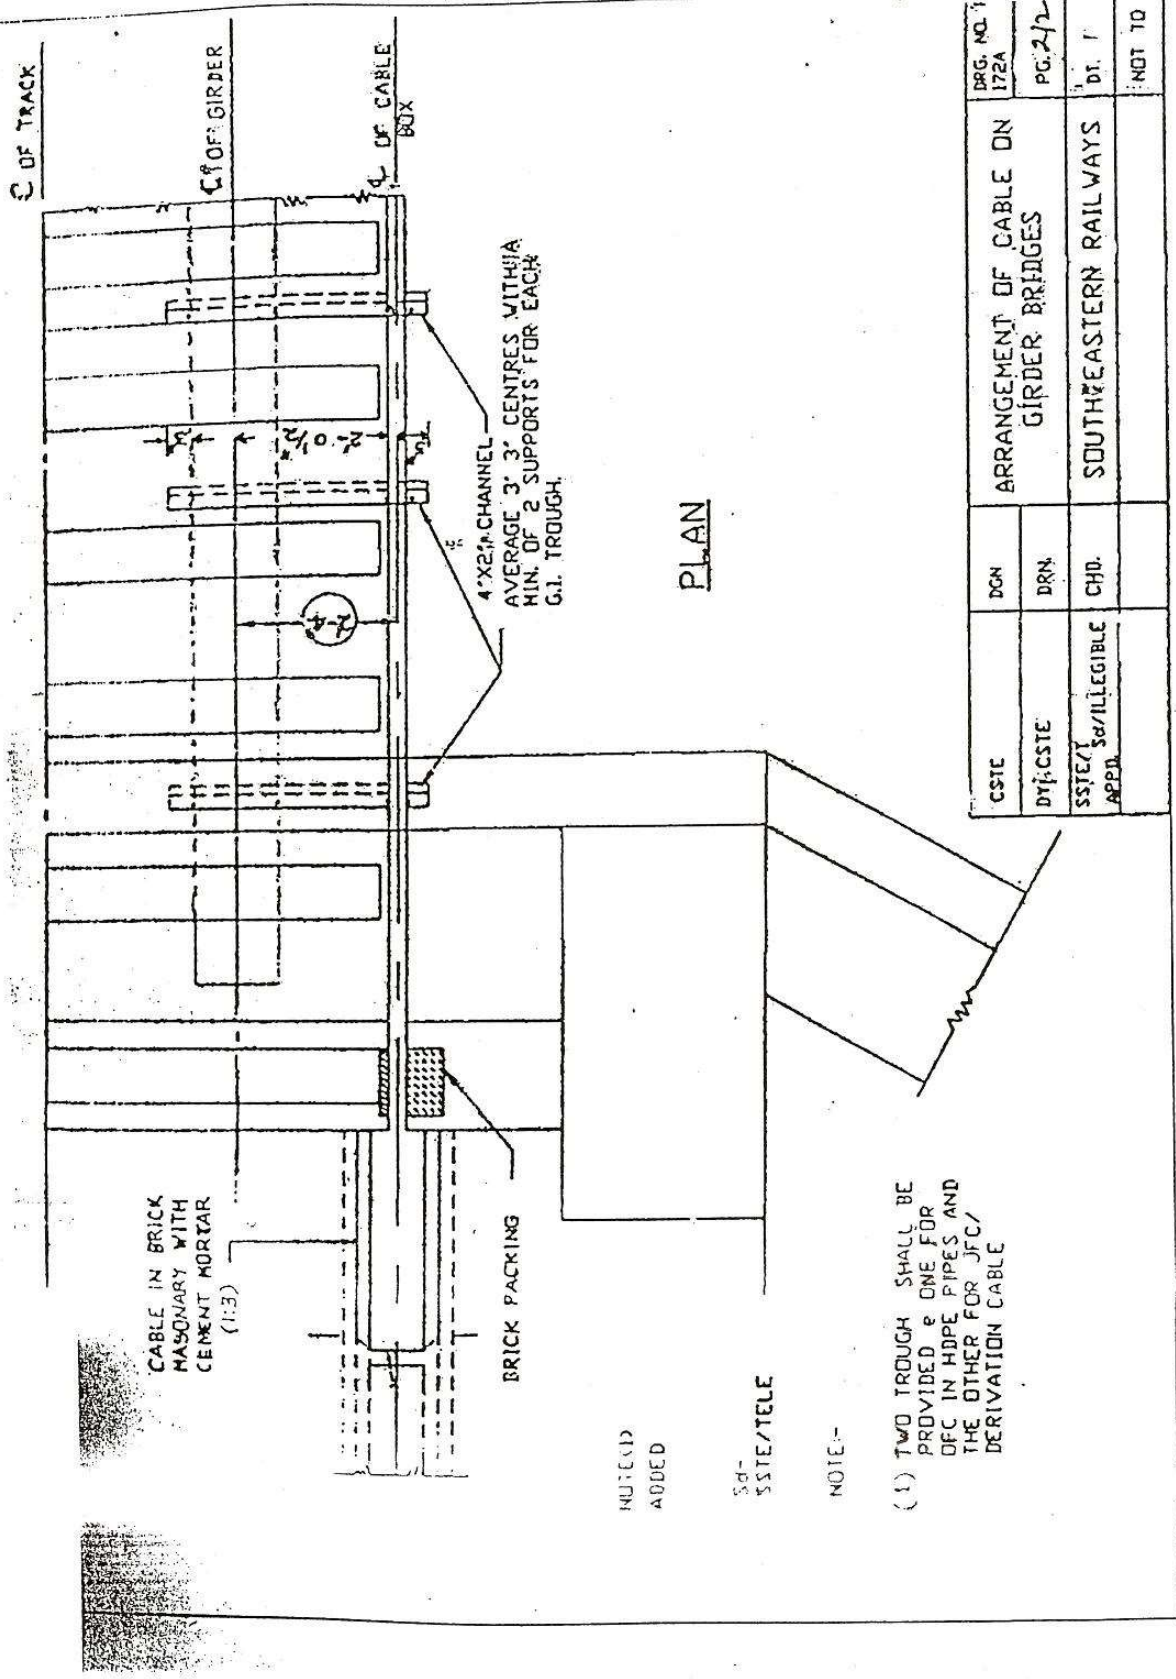 C OF TRACK
C OF GIRDER
C OF CABLE
BOX
3"
2'-0½"
2'-4"
4"X2" CHANNEL
AVERAGE 3' 3" CENTRES WITH A
MIN. OF 2 SUPPORTS FOR EACH
G.I. TROUGH.
CABLE IN BRICK
MASONARY WITH
CEMENT MORTAR
(1:3)
BRICK PACKING
PLAN
NOTE(1)
ADDED
Sd-
SSTE/TELE
NOTE:-
(1) TWO TROUGH SHALL BE
PROVIDED e ONE FOR
OFC IN HDPE PIPES AND
THE OTHER FOR JFC/
DERIVATION CABLE
CSTE
DGN
ARRANGEMENT OF CABLE ON
GIRDER BRIDGES
DRG. NO.
172A
DY.CSTE
DRN.
PG. 2/2
SSTE/T
APPD. Sd/ILLEGIBLE
CHD.
SOUTH EASTERN RAILWAYS
DT.
NOT TO